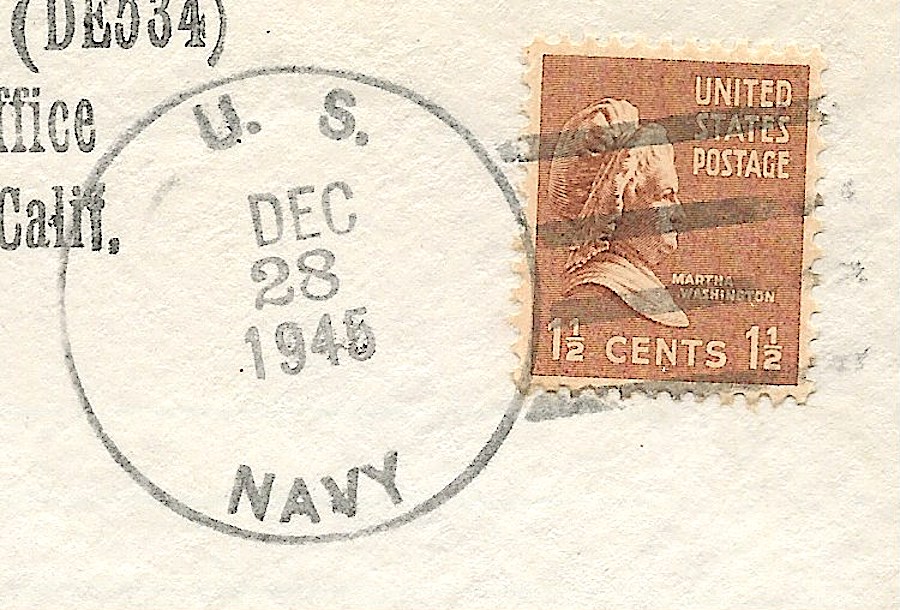 (DE534)
ffice
Calif.
U. S.
DEC
28
1945
NAVY
UNITED
STATES
POSTAGE
MARTHA
WASHINGTON
1½ CENTS 1½